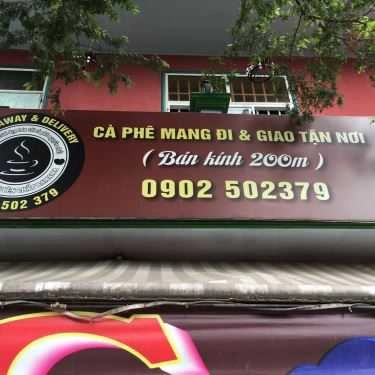 AWAY & DELIVERY
502 379
CÀ PHÊ MANG ĐI & GIAO TẬN NƠI
( Bán kính 200m )
0902 502379